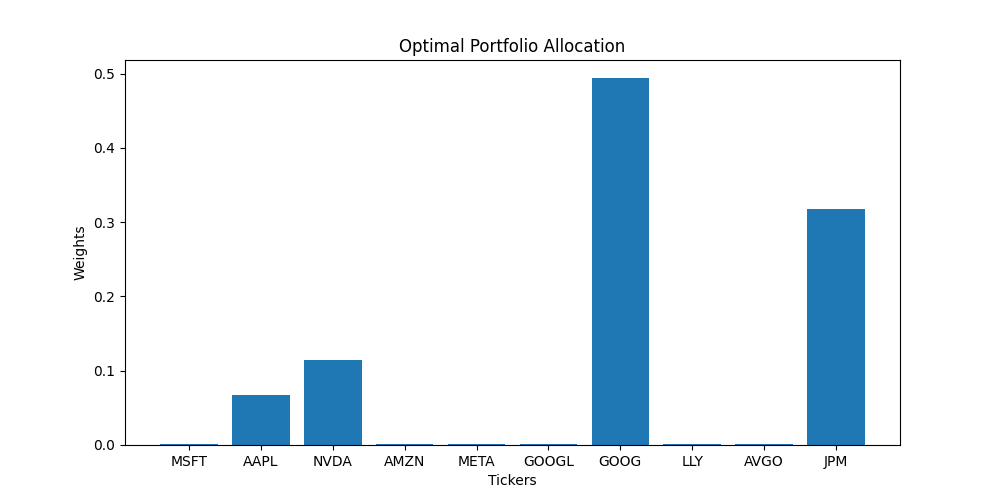 Optimal Portfolio Allocation
0.5
0.4
0.3
0.2
0.1
0.0
Weights
MSFT AAPL NVDA AMZN META GOOGL GOOG LLY AVGO JPM
Tickers